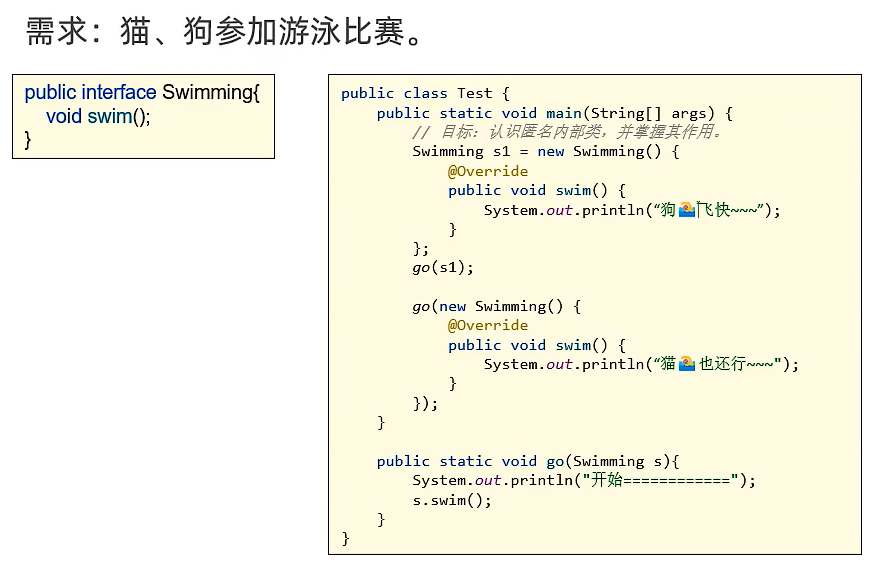 需求：猫、狗参加游泳比赛。
public interface Swimming{
    void swim();
}
public class Test {
    public static void main(String[] args) {
        // 目标：认识匿名内部类，并掌握其作用。
        Swimming s1 = new Swimming() {
            @Override
            public void swim() {
                System.out.println(“狗🏊飞快~~~”);
            }
        };
        go(s1);

        go(new Swimming() {
            @Override
            public void swim() {
                System.out.println(“猫🏊也还行~~~");
            }
        });
    }

    public static void go(Swimming s){
        System.out.println("开始============");
        s.swim();
    }
}